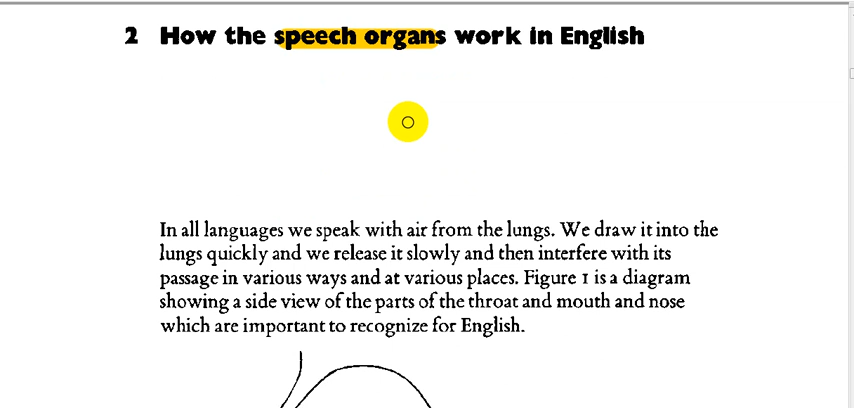 2 How the speech organs work in English
In all languages we speak with air from the lungs. We draw it into the
lungs quickly and we release it slowly and then interfere with its
passage in various ways and at various places. Figure 1 is a diagram
showing a side view of the parts of the throat and mouth and nose
which are important to recognize for English.